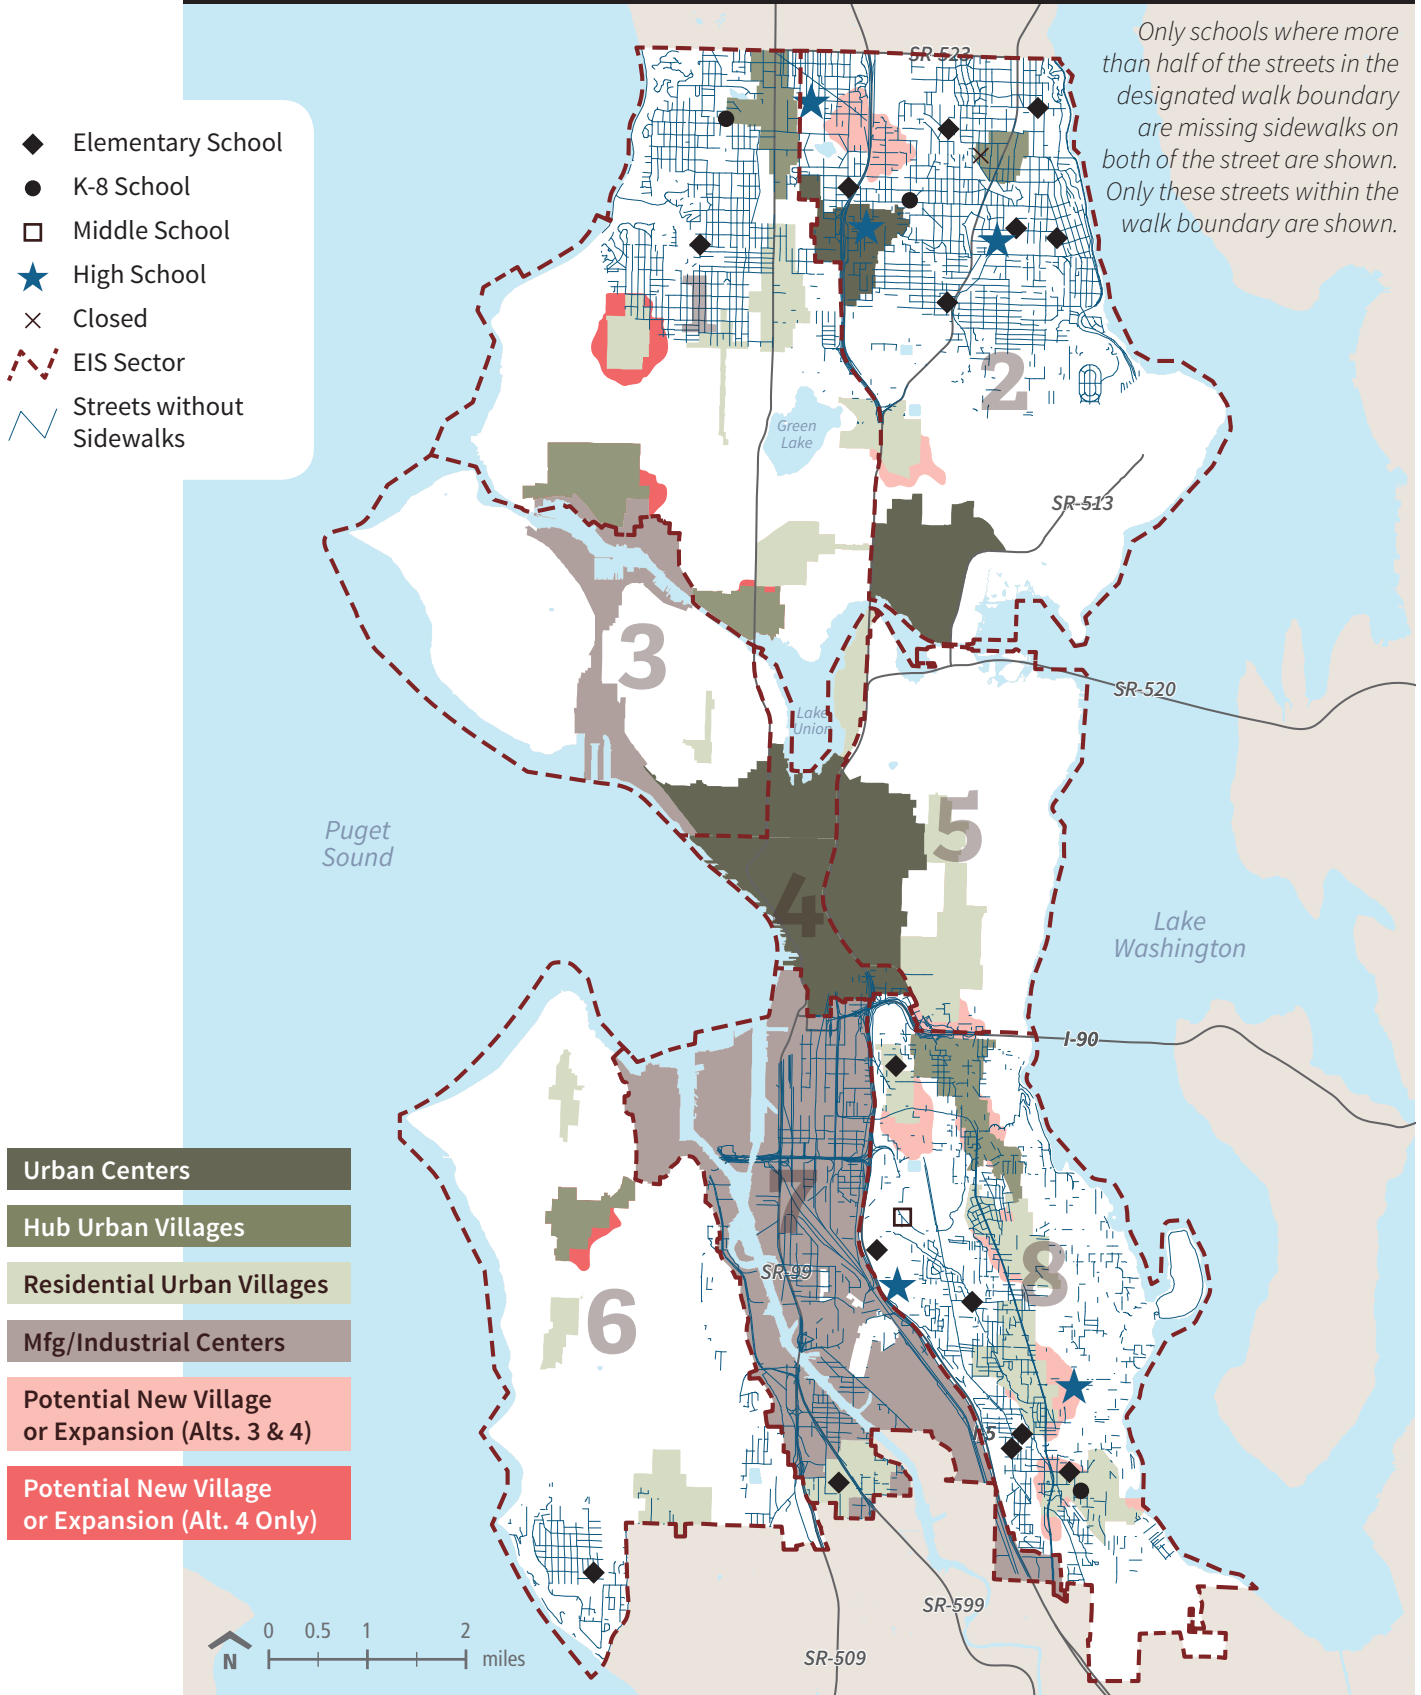 SR-523
Only schools where more
than half of the streets in the
designated walk boundary
are missing sidewalks on
both of the street are shown.
Only these streets within the
walk boundary are shown.
Elementary School
K-8 School
Middle School
High School
Closed
EIS Sector
Streets without
Sidewalks
1
2
Green
Lake
SR-513
3
SR-520
Lake
Union
Puget
Sound
5
4
Lake
Washington
I-90
Urban Centers
Hub Urban Villages
Residential Urban Villages
Mfg/Industrial Centers
Potential New Village
or Expansion (Alts. 3 & 4)
Potential New Village
or Expansion (Alt. 4 Only)
7
SR-99
8
6
I-5
SR-599
SR-509
N
0 0.5 1 2
miles